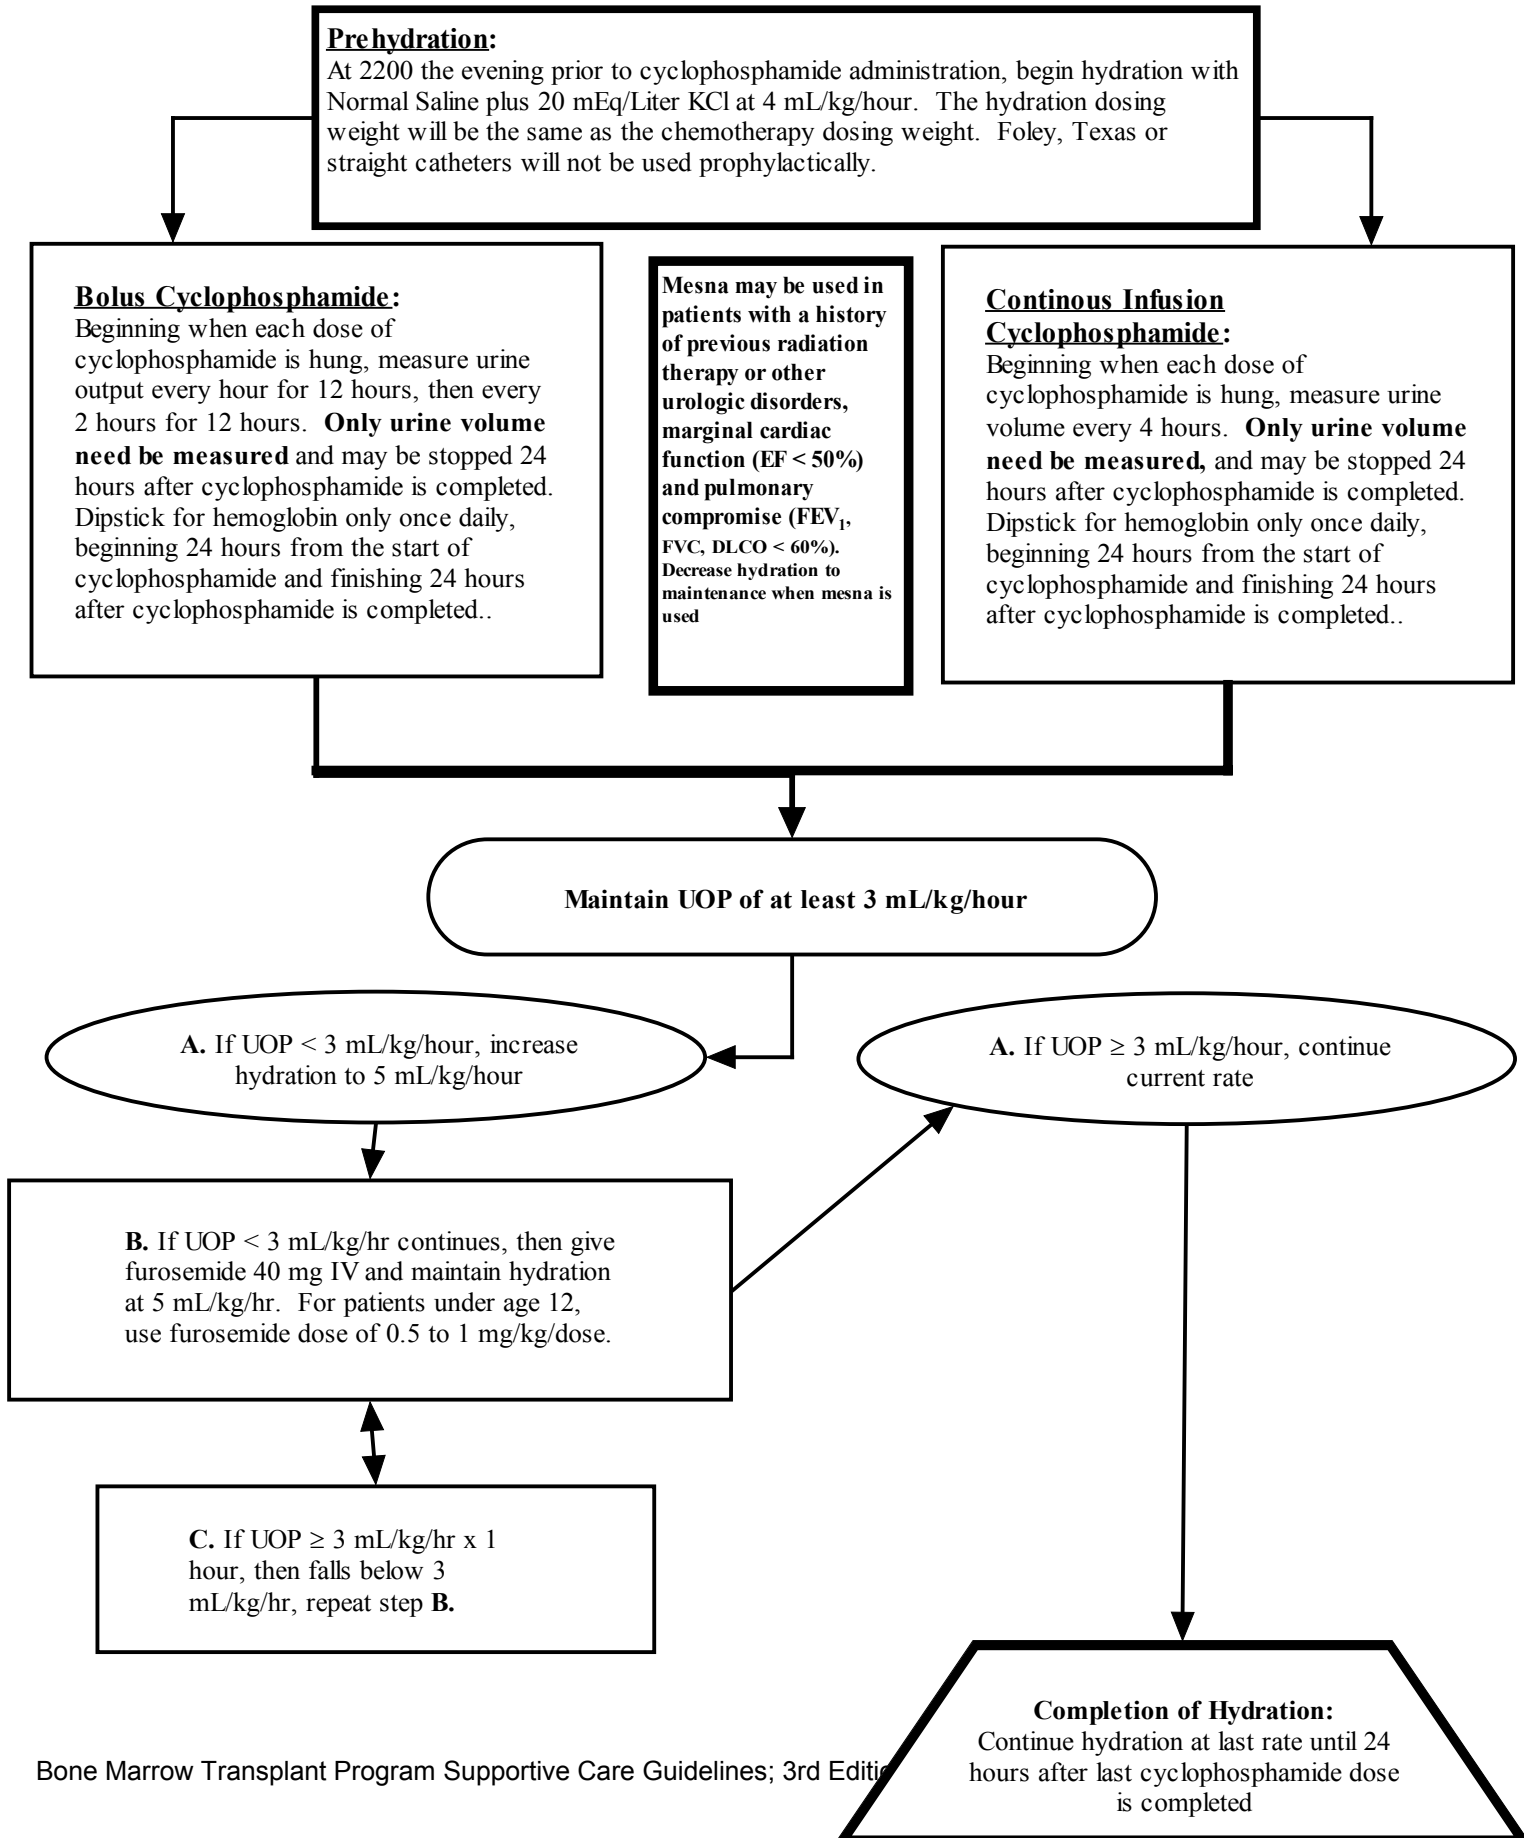 Prehydration:
At 2200 the evening prior to cyclophosphamide administration, begin hydration with
Normal Saline plus 20 mEq/Liter KCl at 4 mL/kg/hour. The hydration dosing
weight will be the same as the chemotherapy dosing weight. Foley, Texas or
straight catheters will not be used prophylactically.
Bolus Cyclophosphamide:
Beginning when each dose of
cyclophosphamide is hung, measure urine
output every hour for 12 hours, then every
2 hours for 12 hours. Only urine volume
need be measured and may be stopped 24
hours after cyclophosphamide is completed.
Dipstick for hemoglobin only once daily,
beginning 24 hours from the start of
cyclophosphamide and finishing 24 hours
after cyclophosphamide is completed..
Mesna may be used in
patients with a history
of previous radiation
therapy or other
urologic disorders,
marginal cardiac
function (EF < 50%)
and pulmonary
compromise (FEV₁,
FVC, DLCO < 60%).
Decrease hydration to
maintenance when mesna is
used
Continous Infusion
Cyclophosphamide:
Beginning when each dose of
cyclophosphamide is hung, measure urine
volume every 4 hours. Only urine volume
need be measured, and may be stopped 24
hours after cyclophosphamide is completed.
Dipstick for hemoglobin only once daily,
beginning 24 hours from the start of
cyclophosphamide and finishing 24 hours
after cyclophosphamide is completed..
Maintain UOP of at least 3 mL/kg/hour
A. If UOP < 3 mL/kg/hour, increase
hydration to 5 mL/kg/hour
A. If UOP ≥ 3 mL/kg/hour, continue
current rate
B. If UOP < 3 mL/kg/hr continues, then give
furosemide 40 mg IV and maintain hydration
at 5 mL/kg/hr. For patients under age 12,
use furosemide dose of 0.5 to 1 mg/kg/dose.
C. If UOP ≥ 3 mL/kg/hr x 1
hour, then falls below 3
mL/kg/hr, repeat step B.
Completion of Hydration:
Continue hydration at last rate until 24
hours after last cyclophosphamide dose
is completed
Bone Marrow Transplant Program Supportive Care Guidelines; 3rd